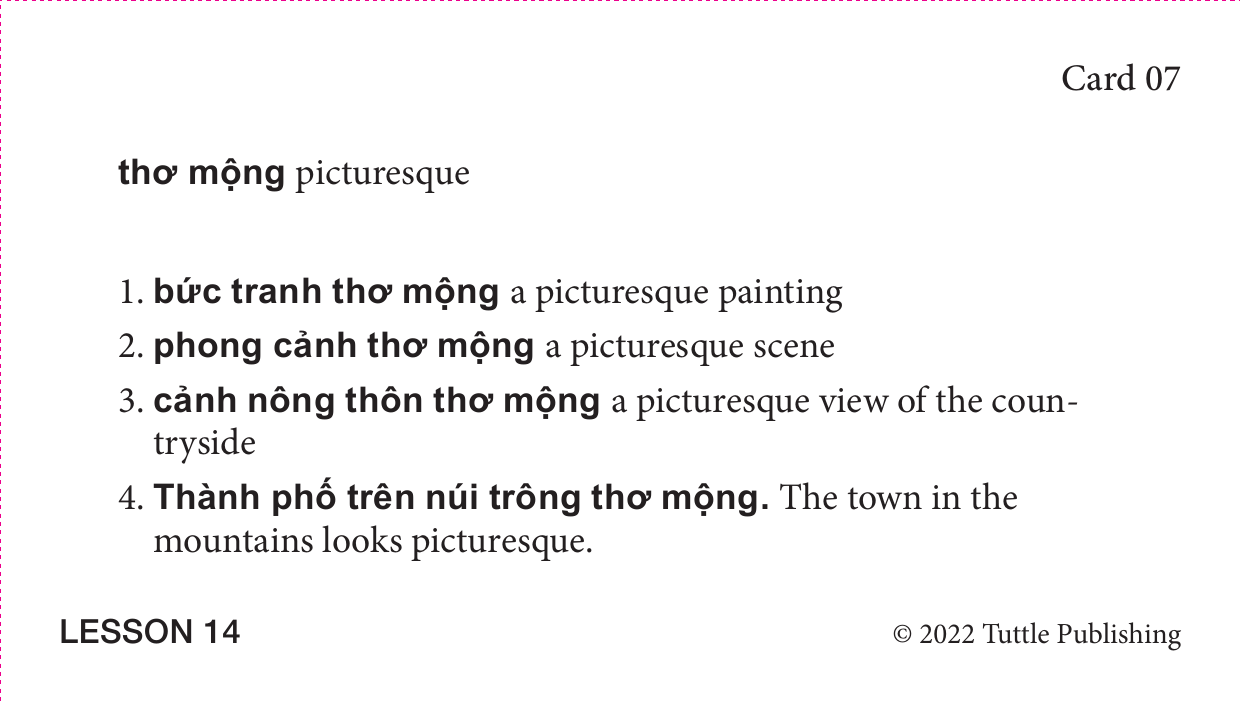 Card 07
thơ mộng picturesque
1. bức tranh thơ mộng a picturesque painting
2. phong cảnh thơ mộng a picturesque scene
3. cảnh nông thôn thơ mộng a picturesque view of the coun-
tryside
4. Thành phố trên núi trông thơ mộng. The town in the
mountains looks picturesque.
LESSON 14
© 2022 Tuttle Publishing